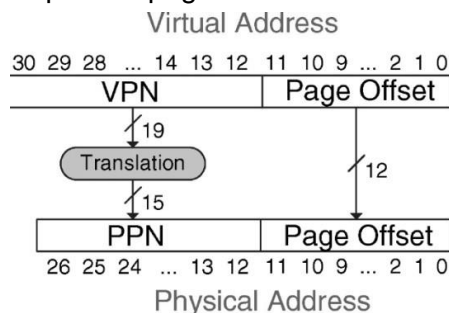 Virtual Address
30 29 28 ... 14 13 12 11 10 9 ... 2 1 0
VPN Page Offset
19
Translation
12
15
PPN Page Offset
26 25 24 ... 13 12 11 10 9 ... 2 1 0
Physical Address